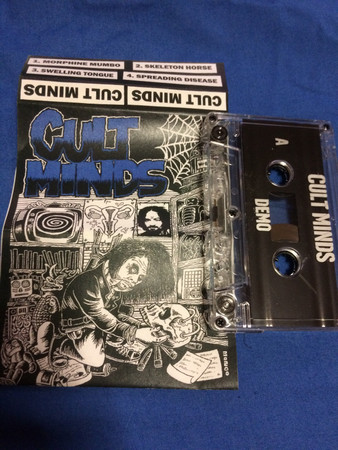 1. MORPHINE MUMBO
2. SKELETON HORSE
3. SWELLING TONGUE
4. SPREADING DISEASE
CULT MINDS
CULT MINDS
CULT
MINDS
A
CULT MINDS
DEMO